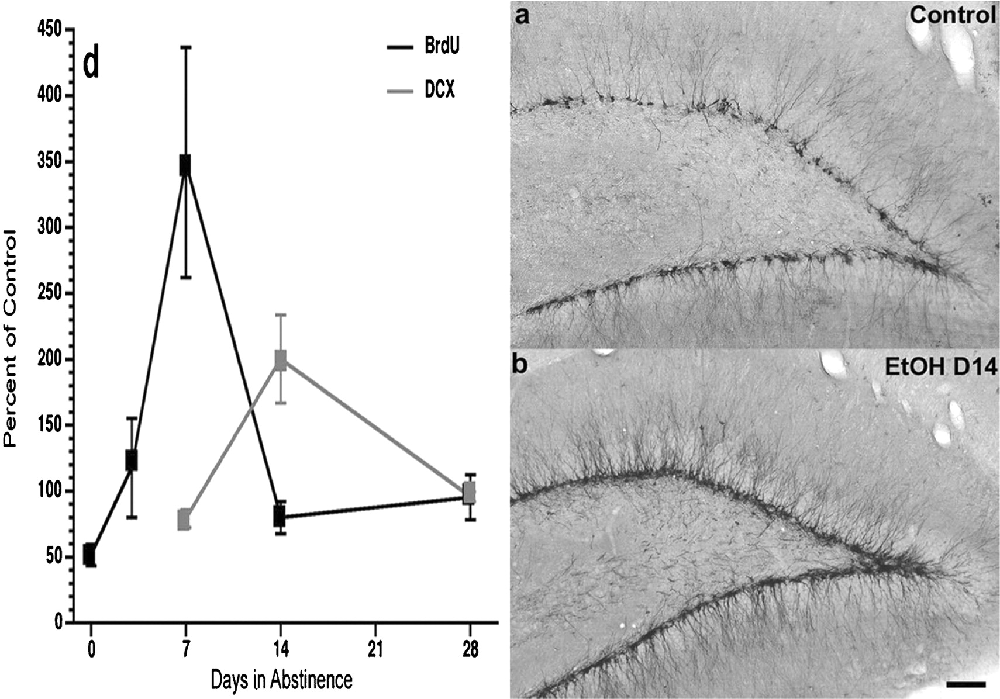 d
BrdU
DCX
450
400
350
300
250
200
150
100
50
0
Percent of Control
0 7 14 21 28
Days in Abstinence
a
Control
b
EtOH D14